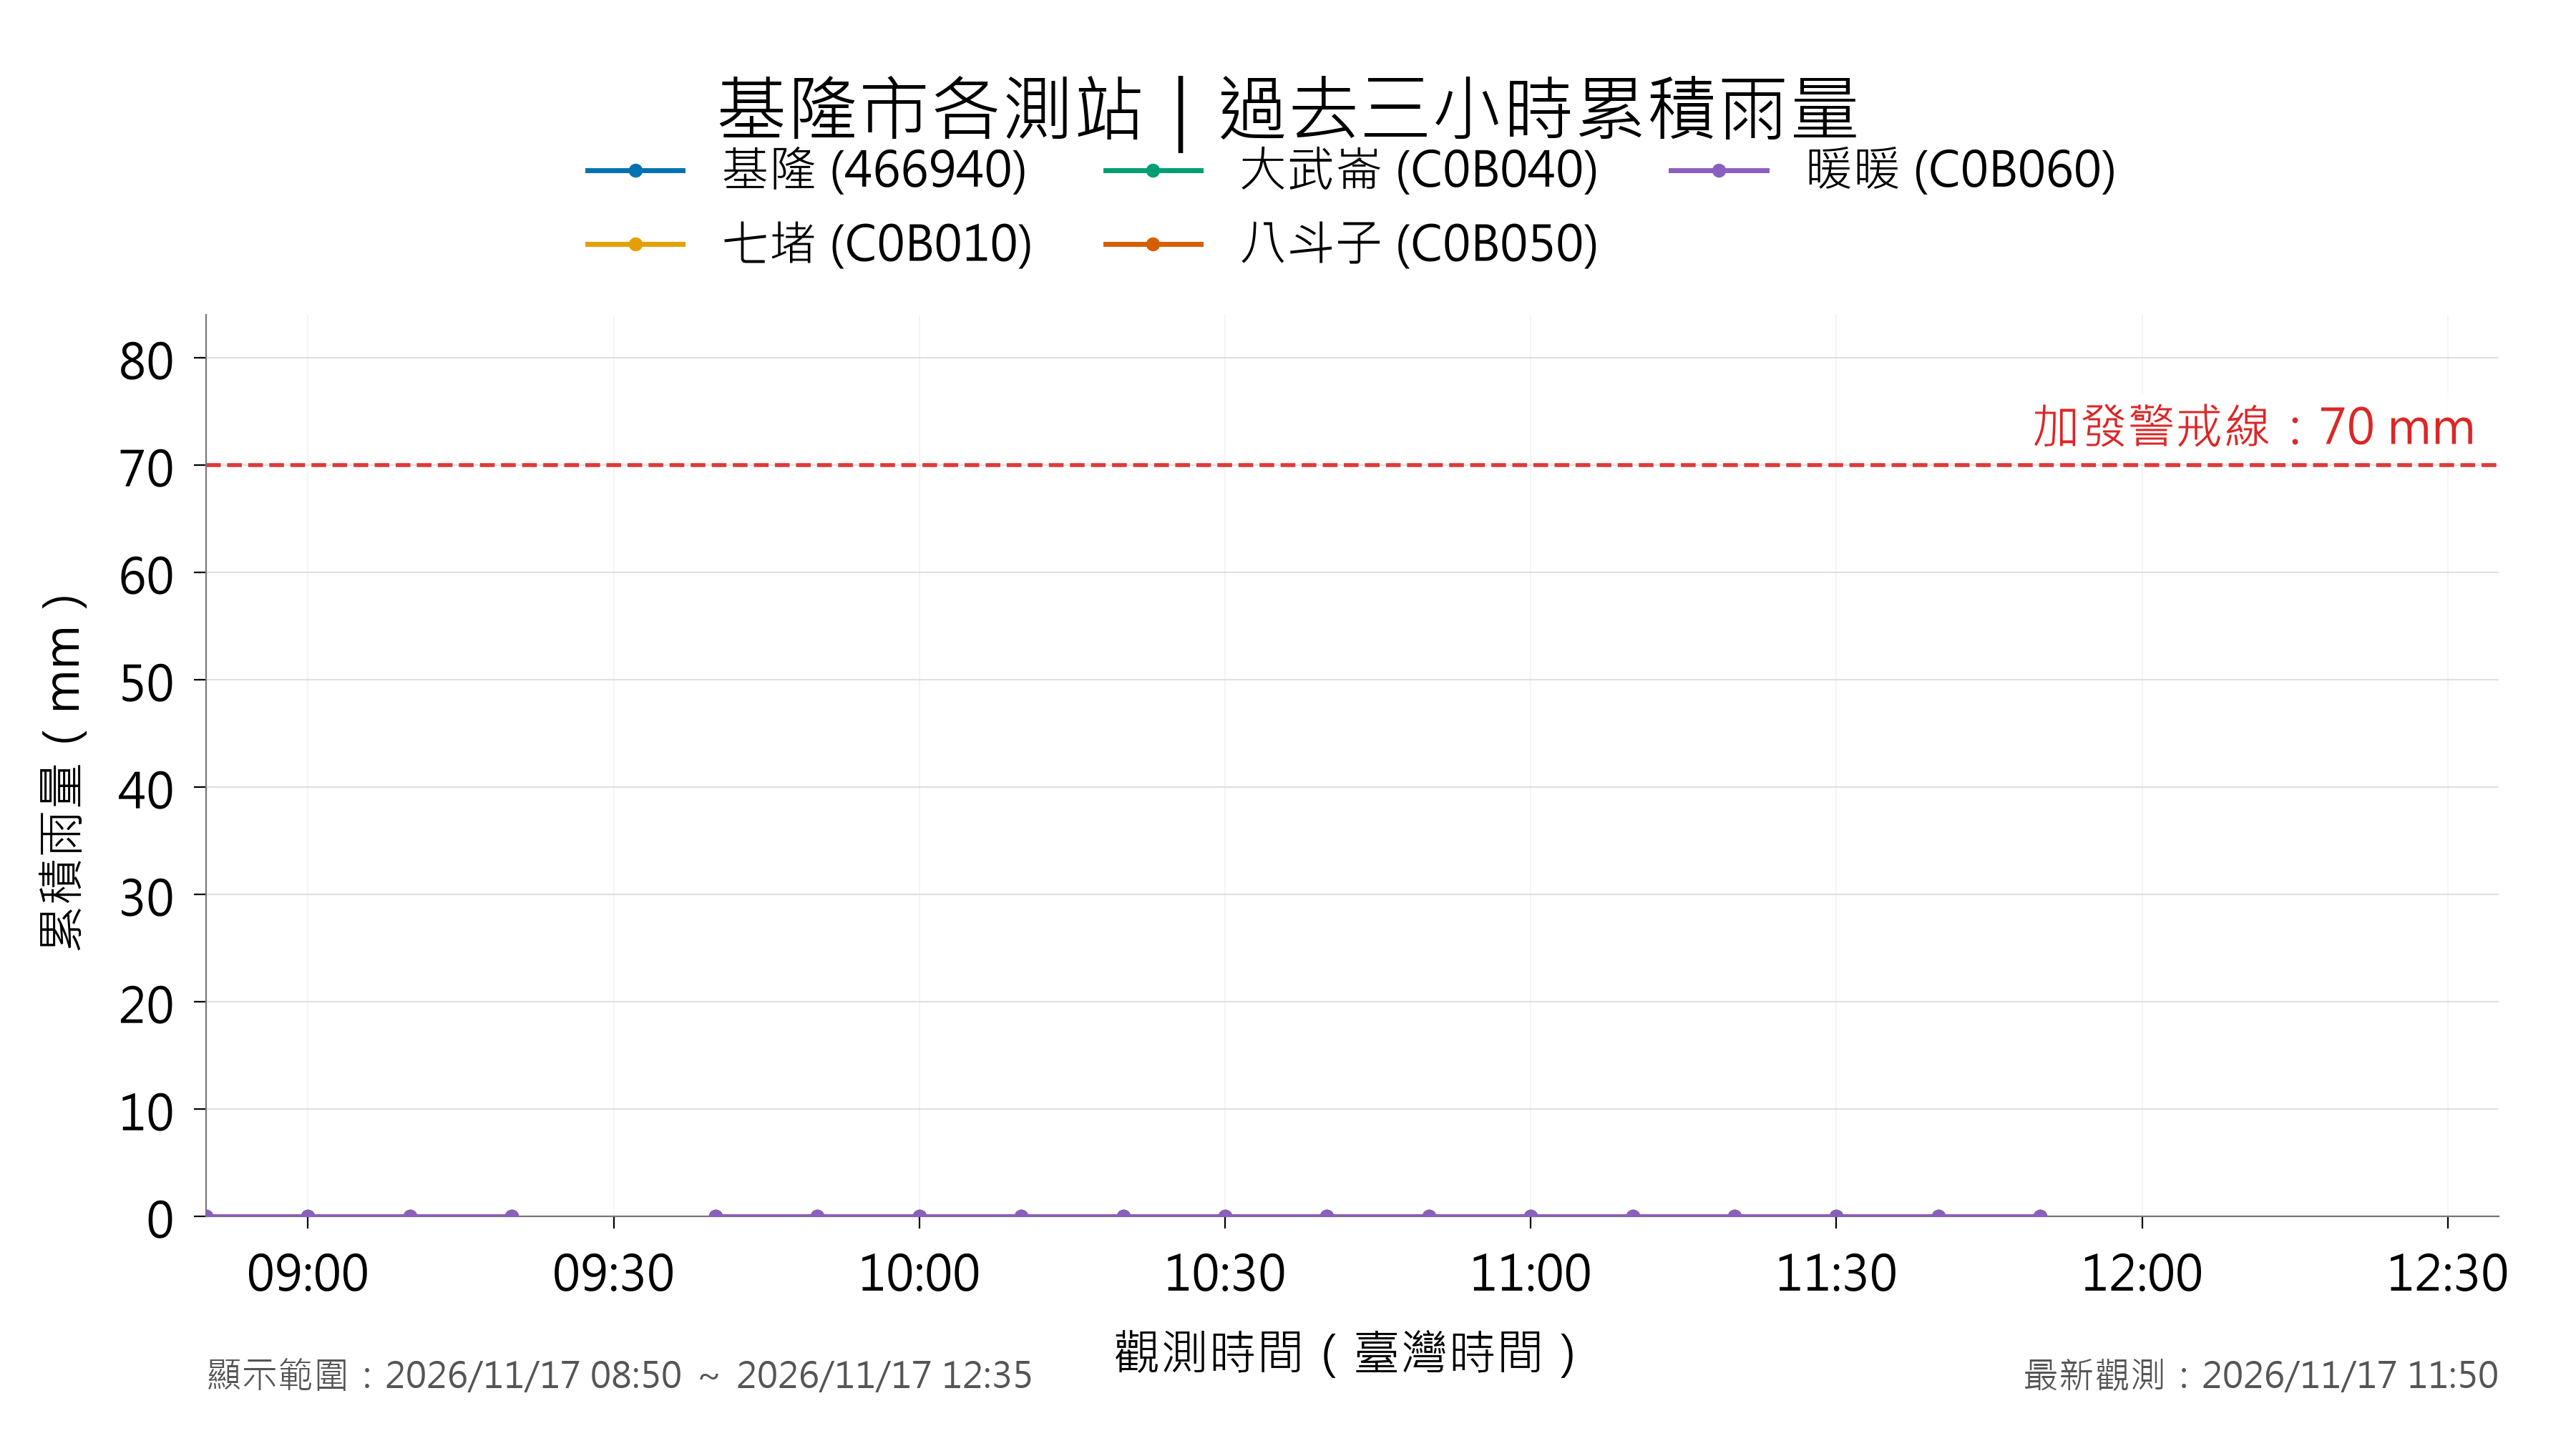 基隆市各測站｜過去三小時累積雨量
基隆 (466940)
大武崙 (C0B040)
暖暖 (C0B060)
七堵 (C0B010)
八斗子 (C0B050)
累積雨量（mm）
80
70
60
50
40
30
20
10
0
加發警戒線：70 mm
09:00
09:30
10:00
10:30
11:00
11:30
12:00
12:30
觀測時間（臺灣時間）
顯示範圍：2026/11/17 08:50 ~ 2026/11/17 12:35
最新觀測：2026/11/17 11:50